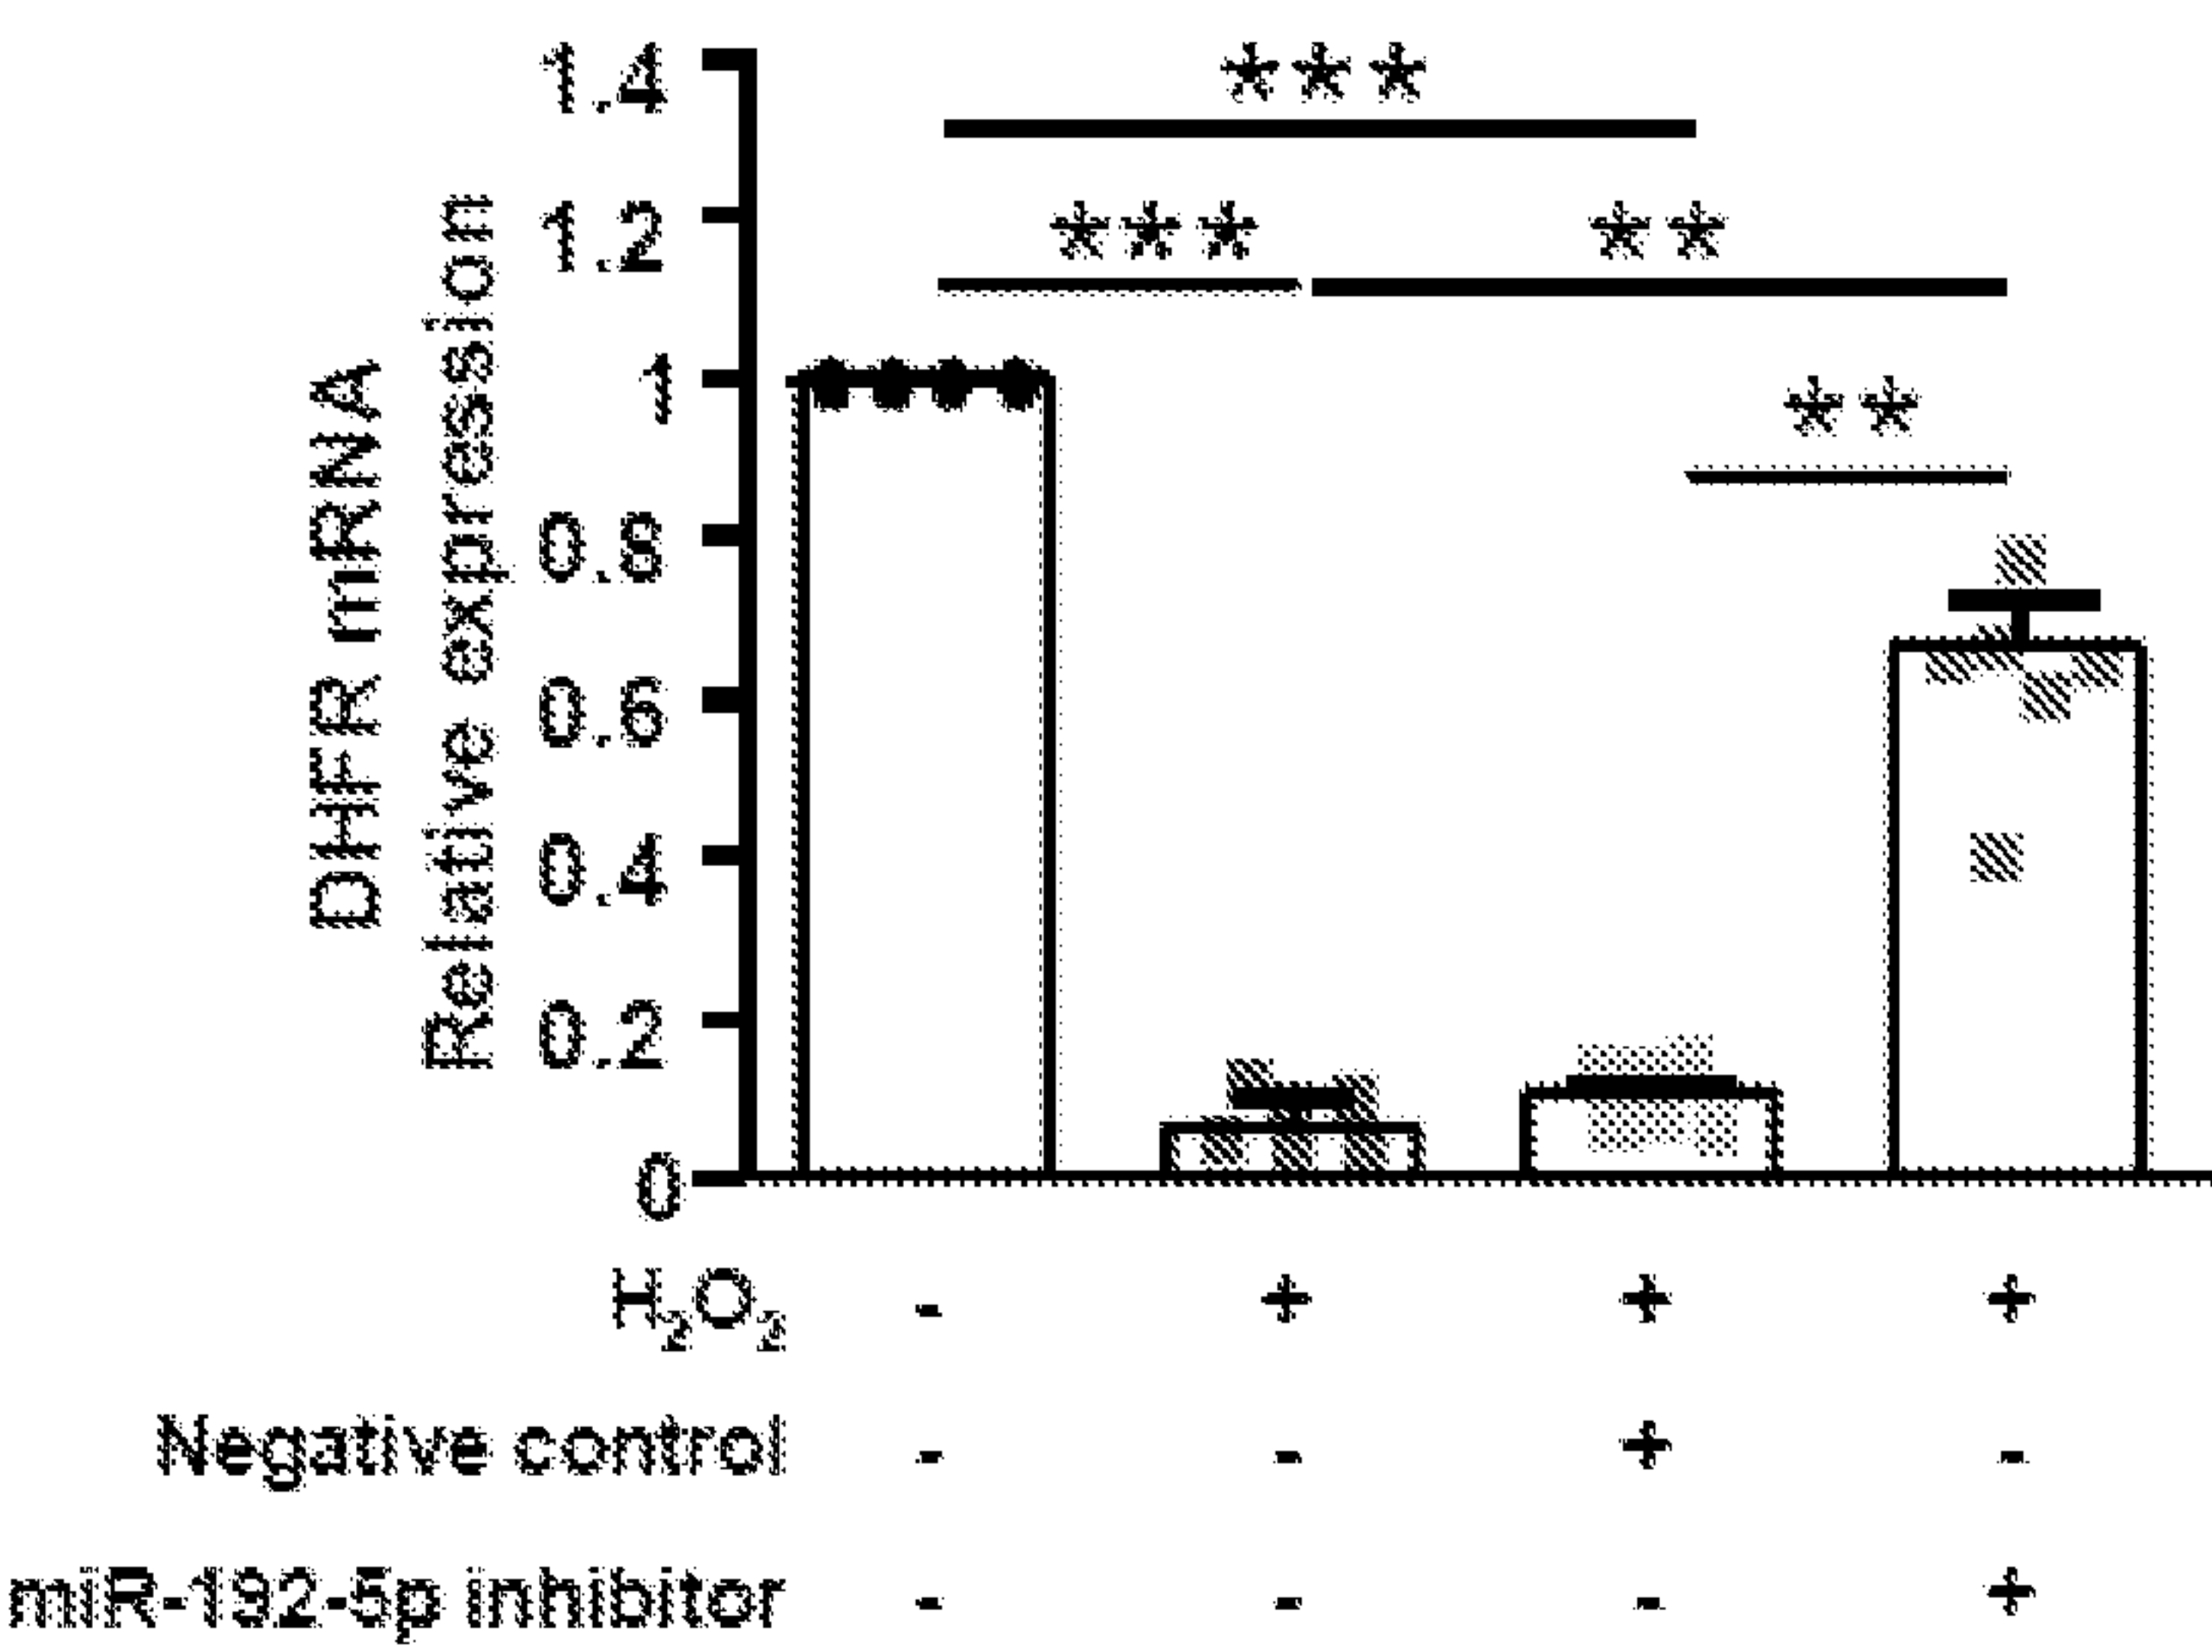 DHFR mRNA
Relative expression
1.4
1.2
1
0.8
0.6
0.4
0.2
0
***
*** **
**
H₂O₂ - + + +
Negative control - - + -
miR-192-5p inhibitor - - - +